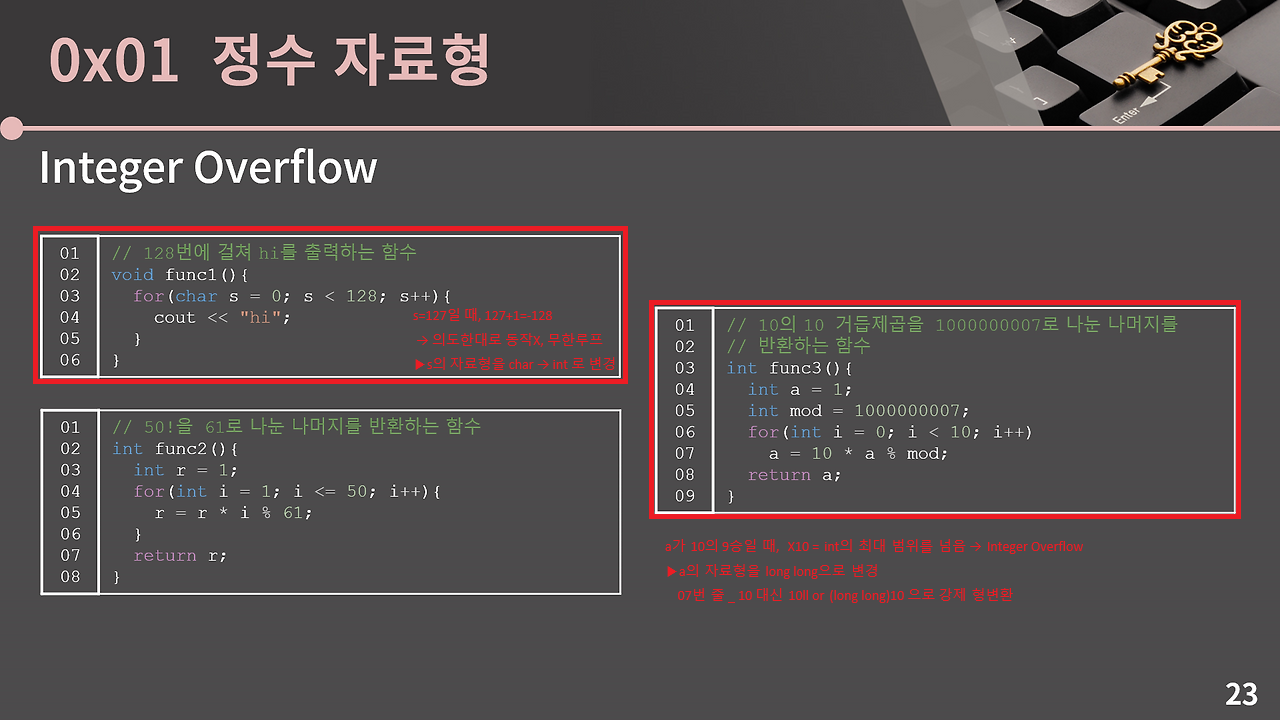 0x01 정수 자료형
Enter
Integer Overflow
01 // 128번에 걸쳐 hi를 출력하는 함수
02 void func1(){
03 for(char s = 0; s < 128; s++){
04 cout << "hi";
05 }
06 }
s=127일 때, 127+1=-128
→ 의도한대로 동작X, 무한루프
▶s의 자료형을 char → int 로 변경
01 // 50!을 61로 나눈 나머지를 반환하는 함수
02 int func2(){
03 int r = 1;
04 for(int i = 1; i <= 50; i++){
05 r = r * i % 61;
06 }
07 return r;
08 }
01 // 10의 10 거듭제곱을 1000000007로 나눈 나머지를
02 // 반환하는 함수
03 int func3(){
04 int a = 1;
05 int mod = 1000000007;
06 for(int i = 0; i < 10; i++)
07 a = 10 * a % mod;
08 return a;
09 }
a가 10의 9승일 때, X10 = int의 최대 범위를 넘음 → Integer Overflow
▶a의 자료형을 long long으로 변경
07번 줄 _ 10 대신 10ll or (long long)10 으로 강제 형변환
23